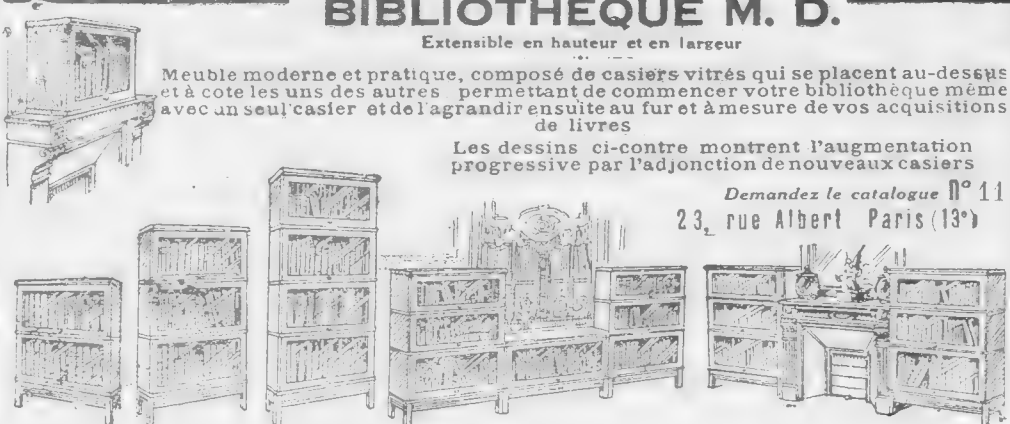 BIBLIOTHEQUE M. D.
Extensible en hauteur et en largeur
Meuble moderne et pratique, composé de casiers vitrés qui se placent au-dessus
et à cote les uns des autres permettant de commencer votre bibliothèque même
avec un seul casier et de l'agrandir ensuite au fur et à mesure de vos acquisitions
de livres
Les dessins ci-contre montrent l'augmentation
progressive par l'adjonction de nouveaux casiers
Demandez le catalogue N° 11
23, rue Albert Paris (13e)